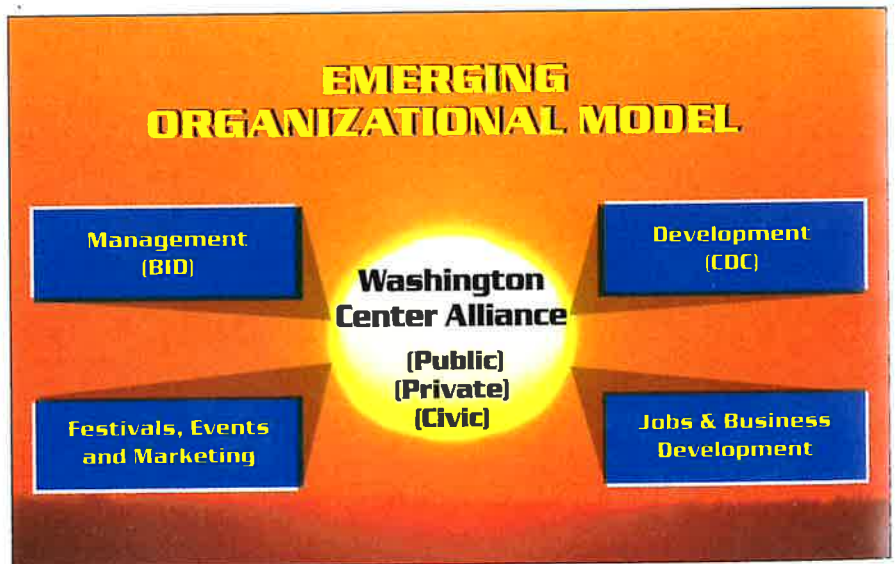 EMERGING
ORGANIZATIONAL MODEL
Management
(BID)
Development
(CDC)
Washington
Center Alliance
(Public)
(Private)
(Civic)
Festivals, Events
and Marketing
Jobs & Business
Development